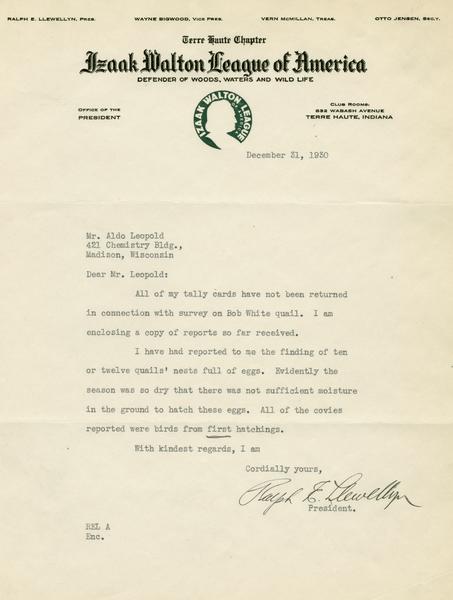 RALPH E. LLEWELLYN, PRES. WAYNE BIGWOOD, VICE PRES. VERN McMILLAN, TREAS. OTTO JENSEN, SEC'Y.
Terre Haute Chapter
Izaak Walton League of America
DEFENDER OF WOODS, WATERS AND WILD LIFE
OFFICE OF THE
PRESIDENT
IZAAK WALTON LEAGUE
OF AMERICA
CLUB ROOMS:
632 WABASH AVENUE
TERRE HAUTE, INDIANA
December 31, 1930
Mr. Aldo Leopold
421 Chemistry Bldg.,
Madison, Wisconsin
Dear Mr. Leopold:
All of my tally cards have not been returned
in connection with survey on Bob White quail. I am
enclosing a copy of reports so far received.
I have had reported to me the finding of ten
or twelve quails' nests full of eggs. Evidently the
season was so dry that there was not sufficient moisture
in the ground to hatch these eggs. All of the covies
reported were birds from first hatchings.
With kindest regards, I am
Cordially yours,
Ralph E. Llewellyn
President.
REL A
Enc.